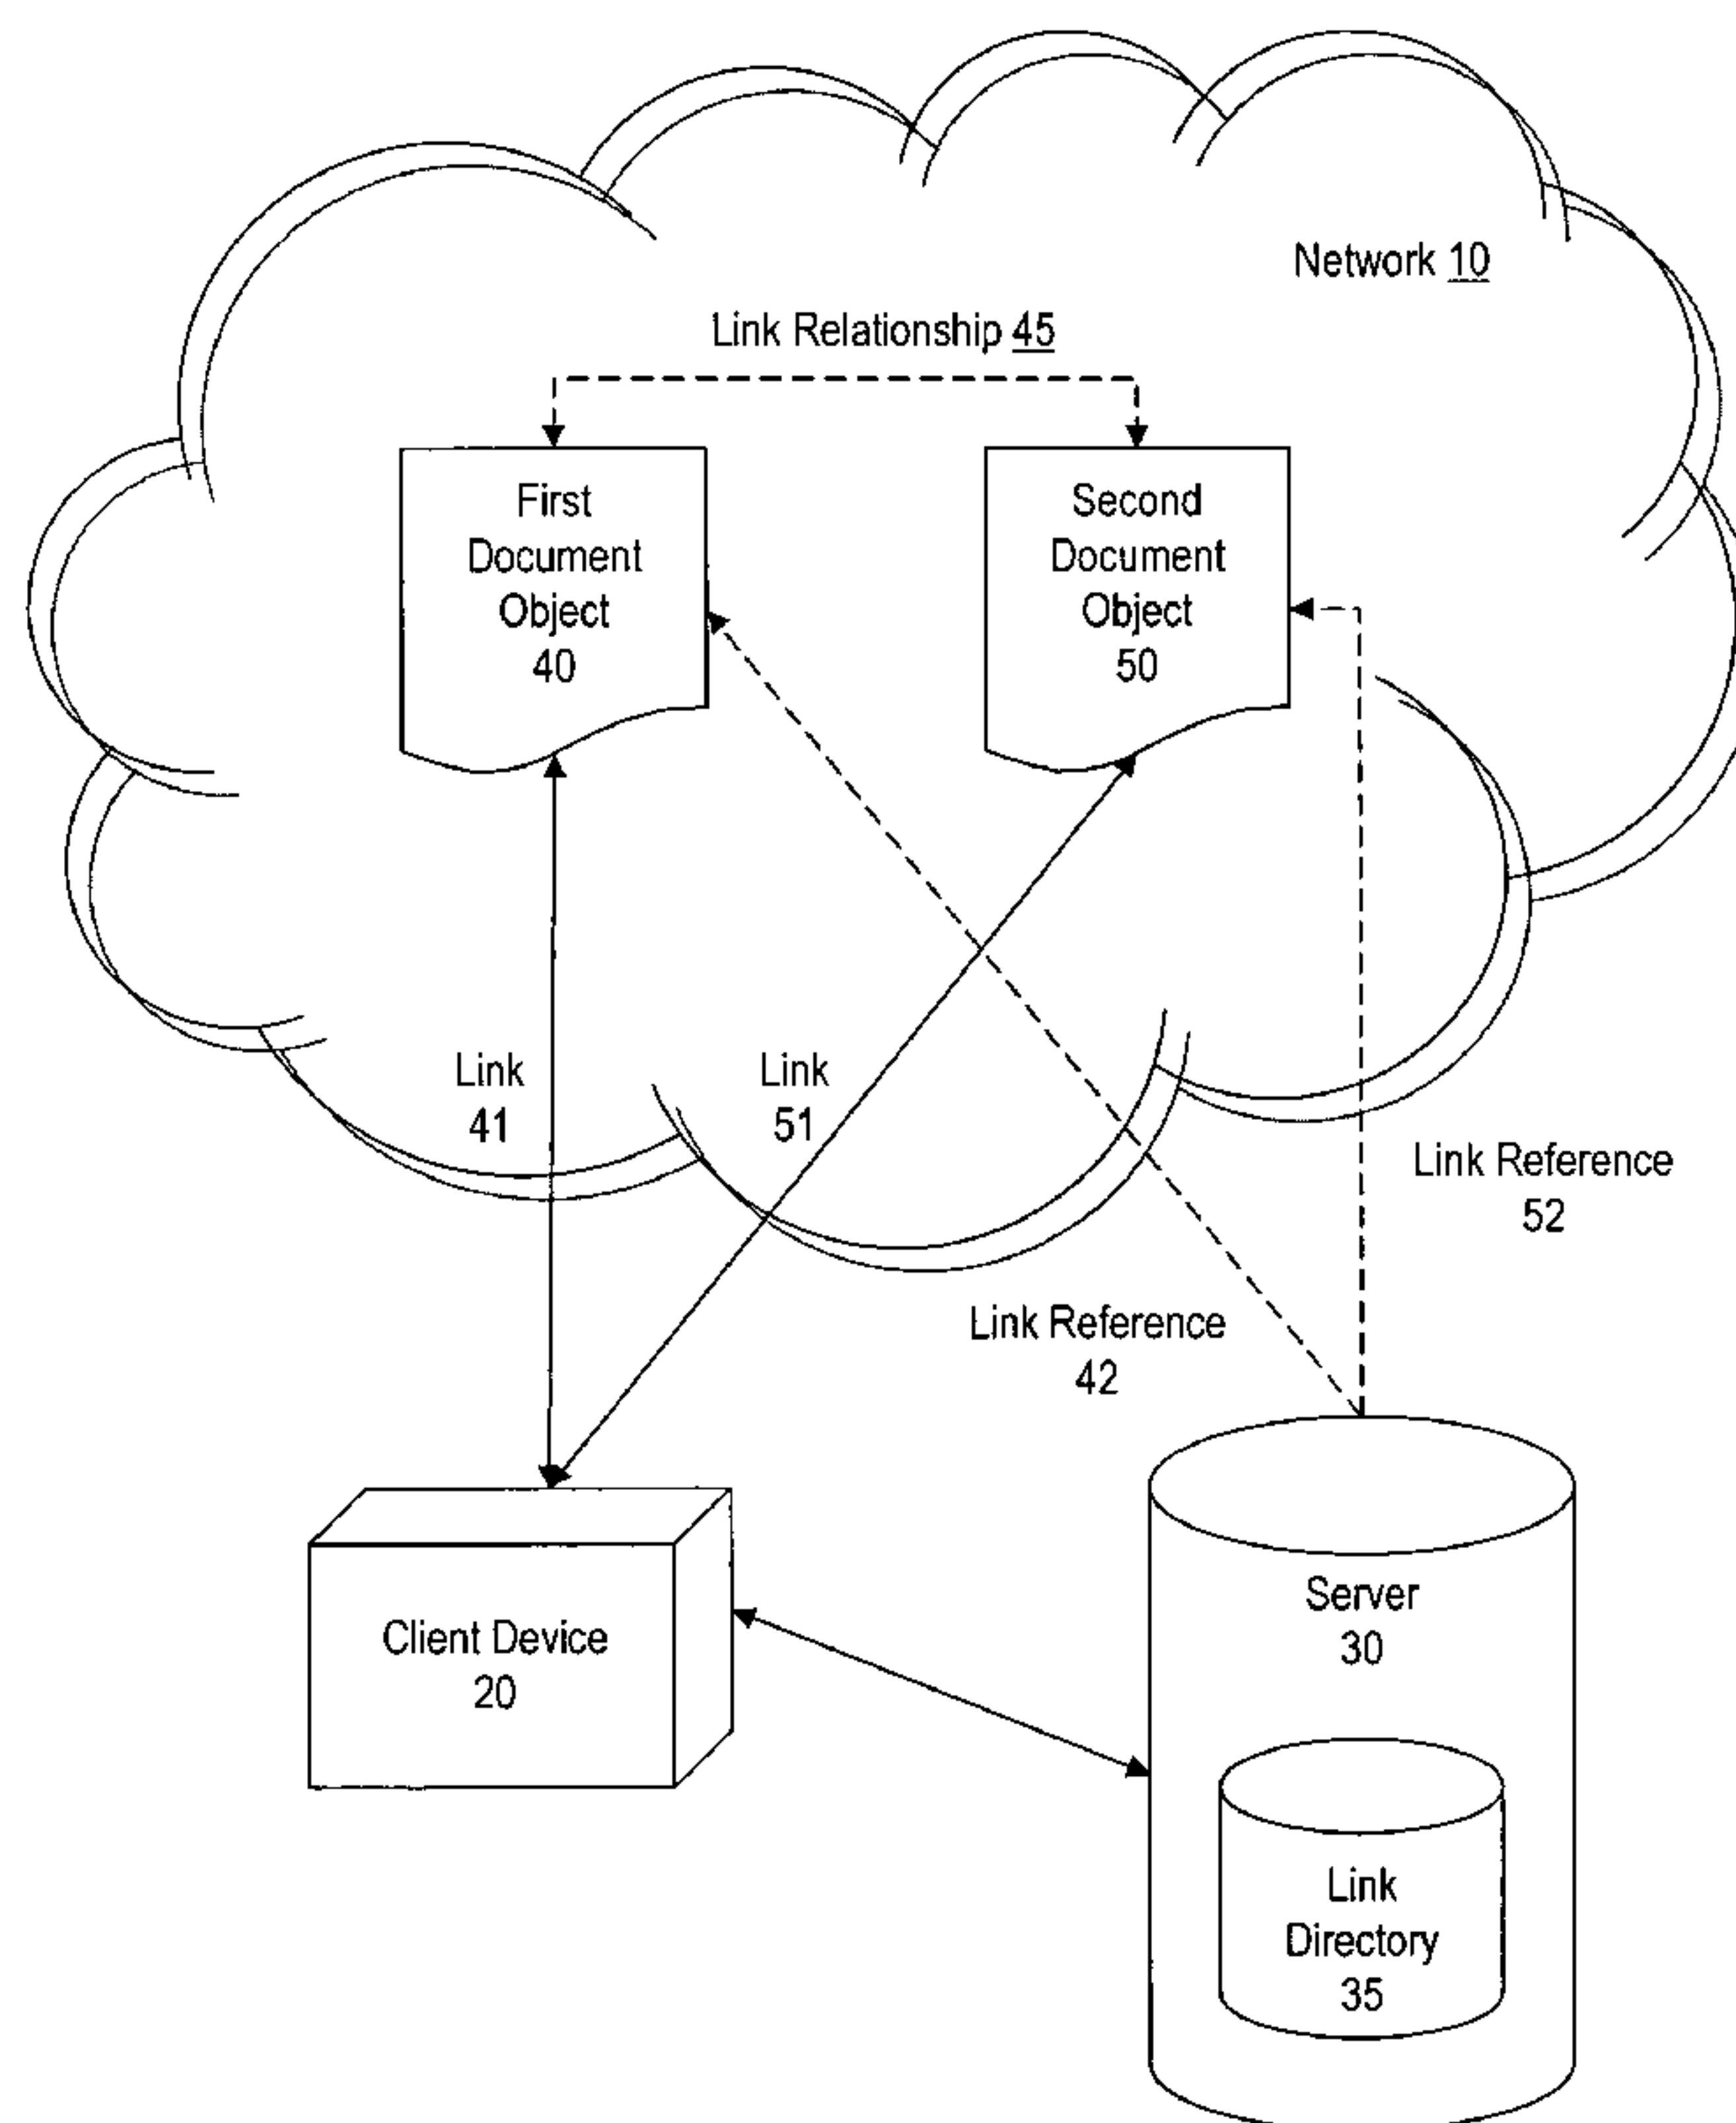 Network 10
Link Relationship 45
First
Document
Object
40
Second
Document
Object
50
Link
41
Link
51
Link Reference
52
Link Reference
42
Client Device
20
Server
30
Link
Directory
35